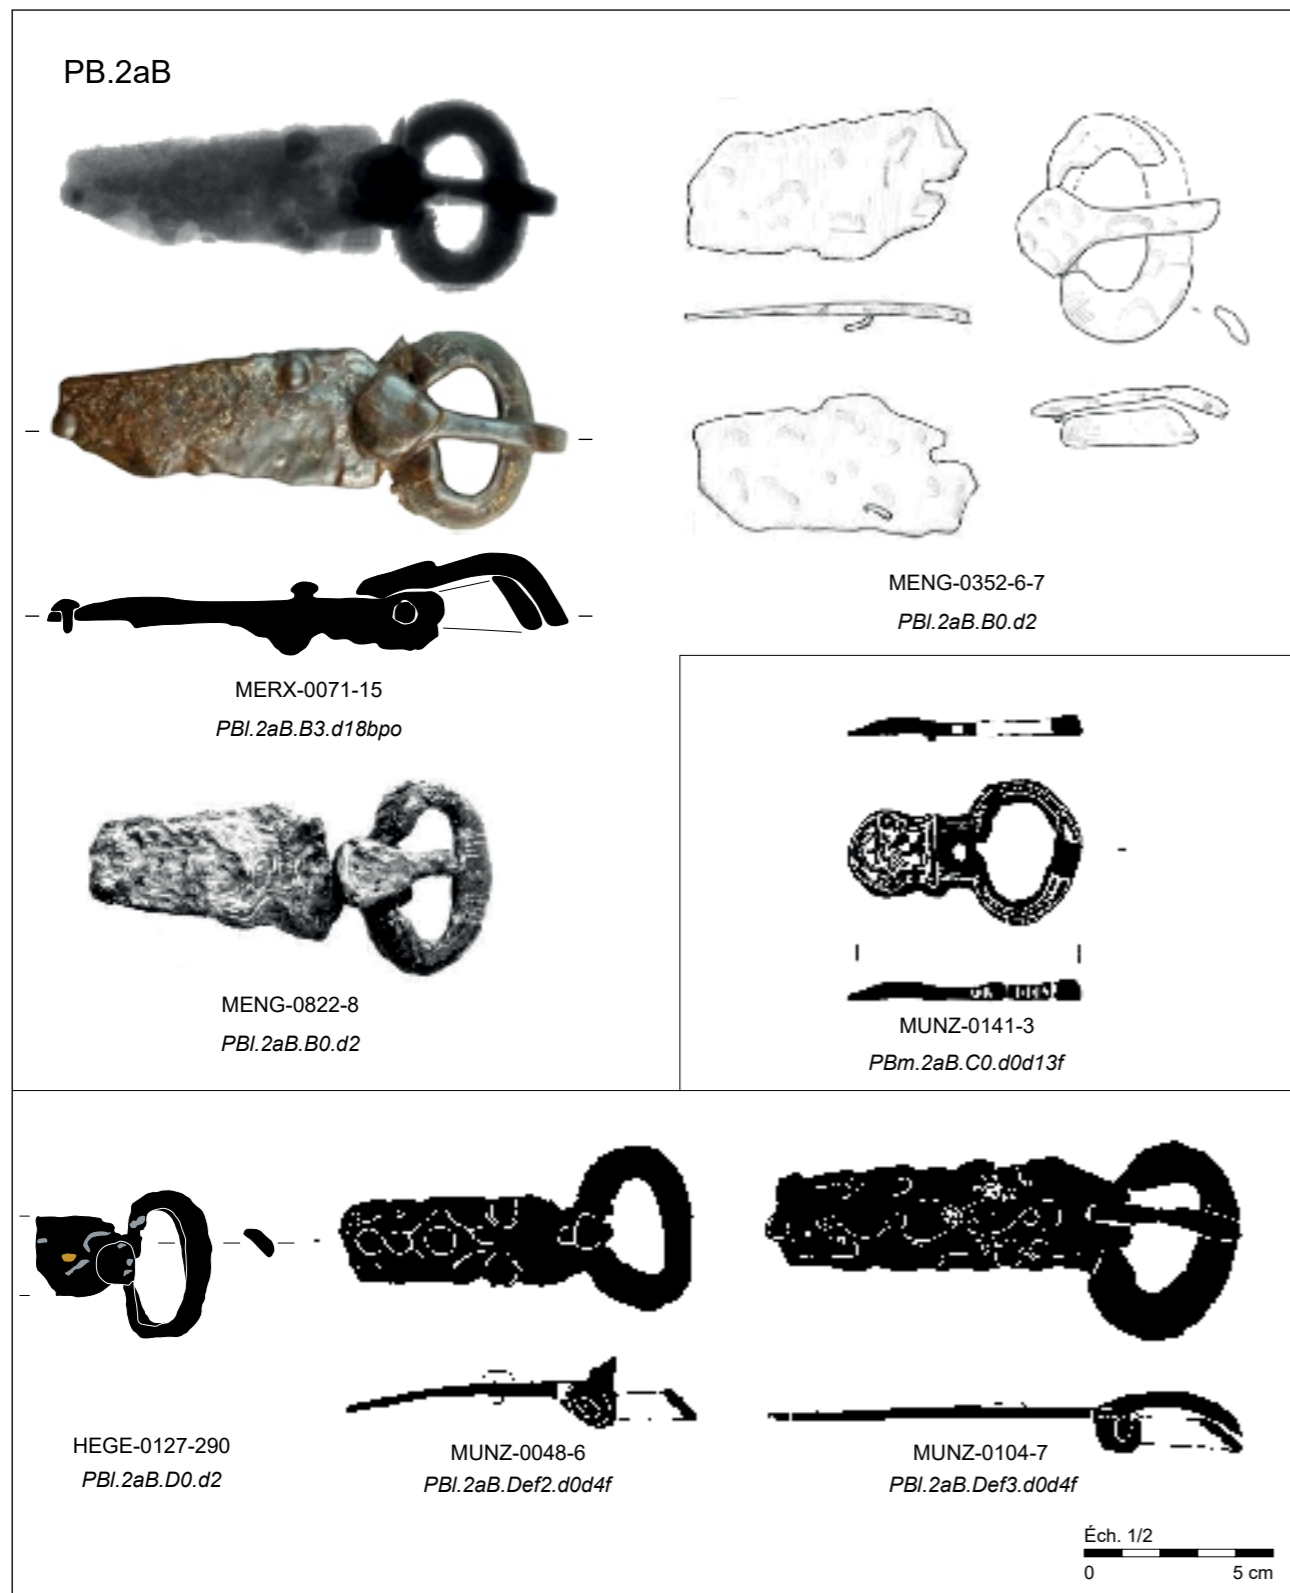 PB.2aB
MENG-0352-6-7
PBl.2aB.B0.d2
MERX-0071-15
PBl.2aB.B3.d18bpo
MENG-0822-8
PBl.2aB.B0.d2
MUNZ-0141-3
PBm.2aB.C0.d0d13f
HEGE-0127-290
PBl.2aB.D0.d2
MUNZ-0048-6
PBl.2aB.Def2.d0d4f
MUNZ-0104-7
PBl.2aB.Def3.d0d4f
Éch. 1/2
0 5 cm